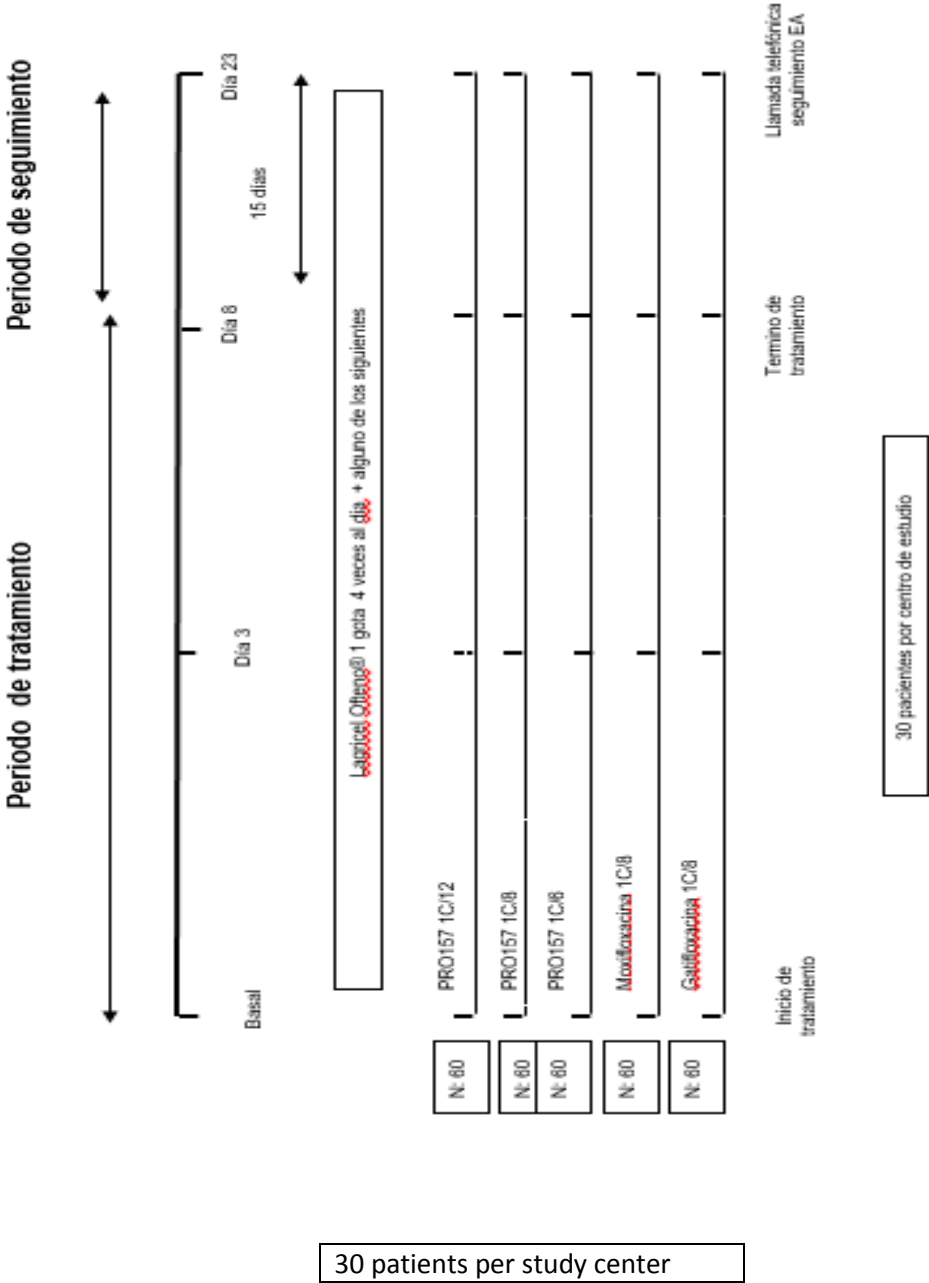 Periodo de tratamiento
Periodo de seguimiento
Basal
Día 3
Día 8
Día 23
15 días
Lagricel Ofteno® 1 gota 4 veces al dia, + alguno de los siguientes
N: 60
PRO157 1C/12
N: 60
PRO157 1C/8
N: 60
PRO157 1C/6
N: 60
Moxifloxacina 1C/8
N: 60
Gatifloxacina 1C/8
Inicio de
tratamiento
Termino de
tratamiento
Llamada telefónica
seguimiento EA
30 pacientes por centro de estudio
30 patients per study center